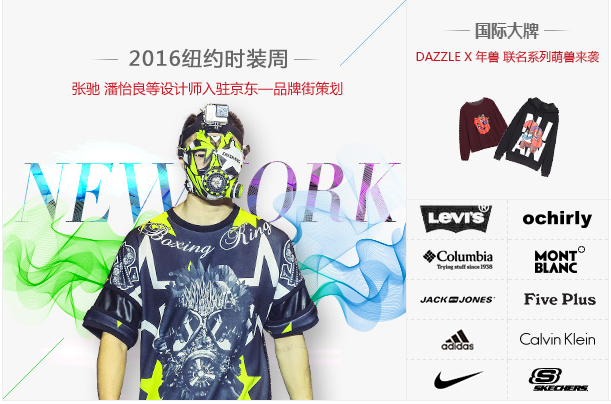 2016纽约时装周
张驰 潘怡良等设计师入驻京东—品牌街策划
NEW YORK
Boxing King
国际大牌
DAZZLE X 年兽 联名系列萌兽来袭
LEVI'S®
ochirly
Columbia
Trying stuff since 1938
MONT BLANC
JACK JONES
Five Plus
adidas
Calvin Klein
SKECHERS